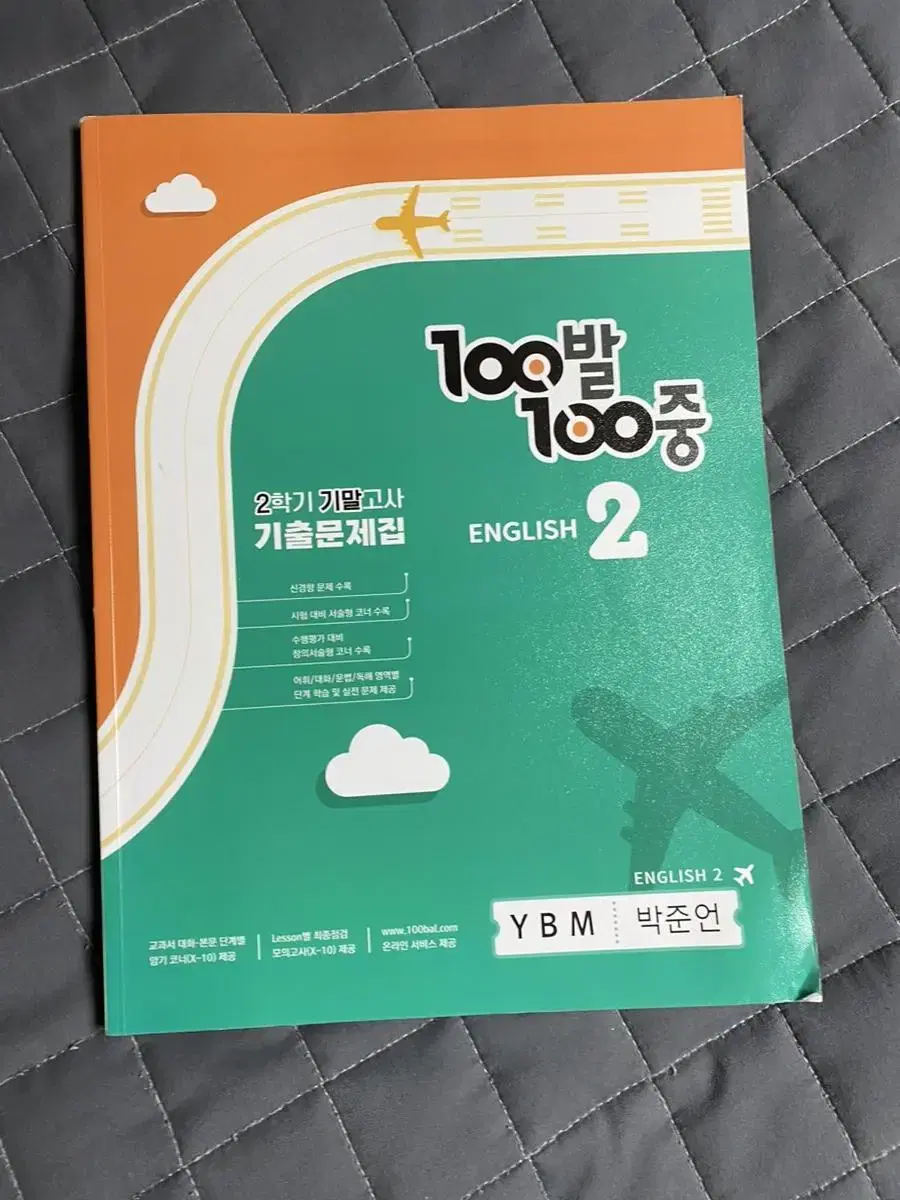 100발
100중
2학기 기말고사
기출문제집
ENGLISH 2
신경향 문제 수록
시험 대비 서술형 코너 수록
수행평가 대비
창의서술형 코너 수록
어휘/대화/문법/독해 영역별
단계 학습 및 실전 문제 제공
ENGLISH 2
YBM 박준언
교과서 대화·본문 단계별
암기 코너(X-10) 제공
Lesson별 최종점검
모의고사(X-10) 제공
www.100bal.com
온라인 서비스 제공